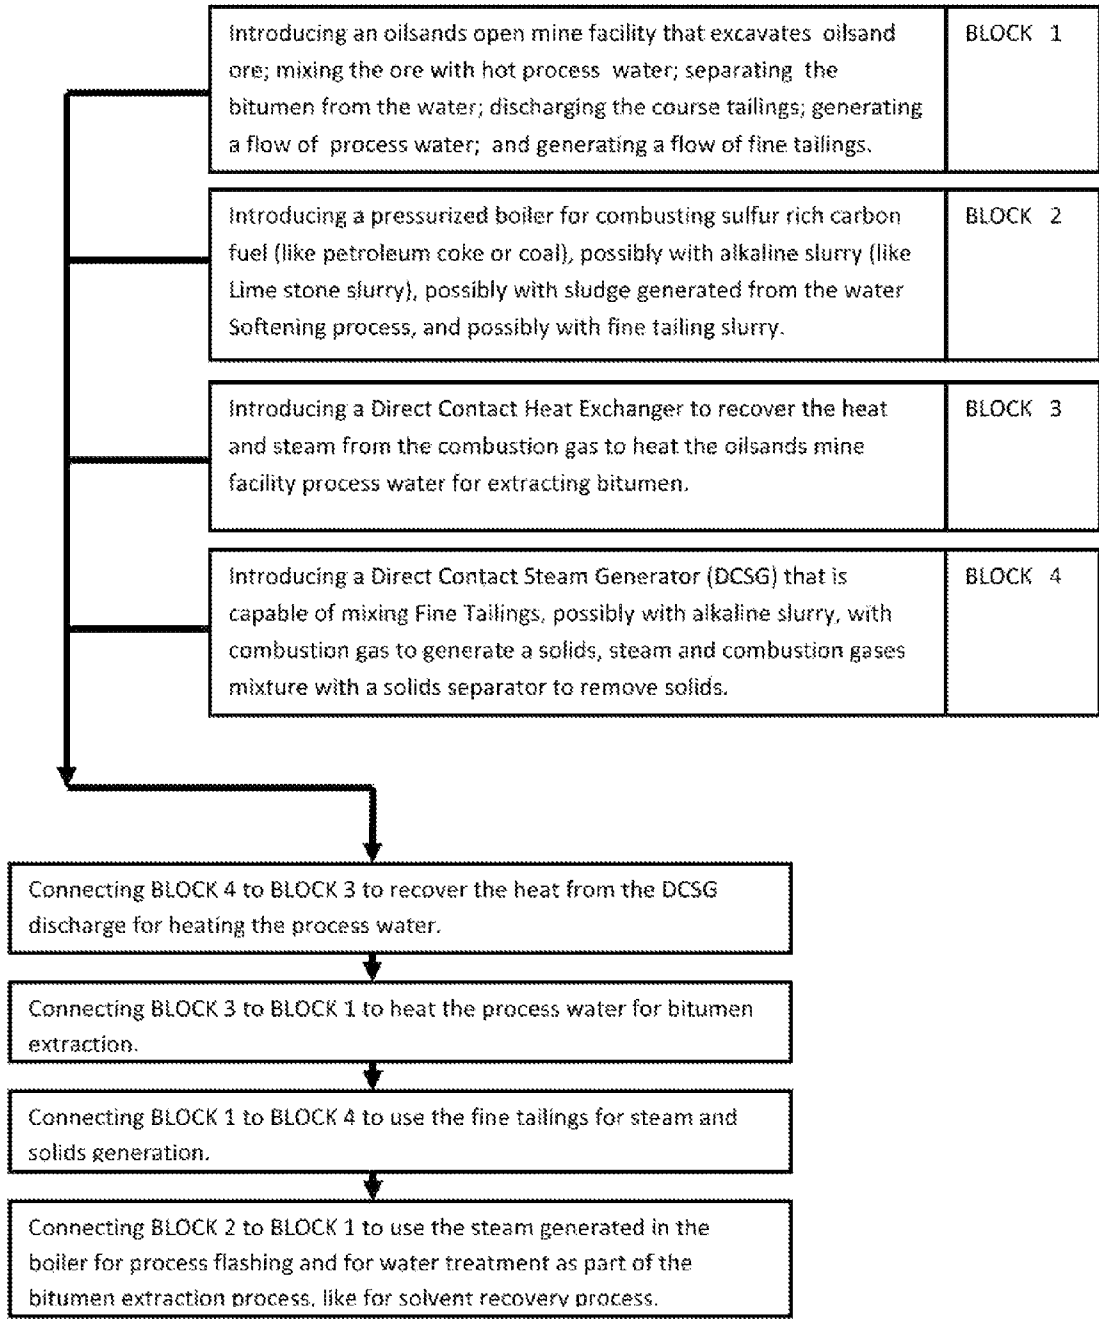 Introducing an oilsands open mine facility that excavates oilsand
ore; mixing the ore with hot process water; separating the
bitumen from the water; discharging the course tailings; generating
a flow of process water; and generating a flow of fine tailings.
BLOCK 1
Introducing a pressurized boiler for combusting sulfur rich carbon
fuel (like petroleum coke or coal), possibly with alkaline slurry (like
Lime stone slurry), possibly with sludge generated from the water
Softening process, and possibly with fine tailing slurry.
BLOCK 2
Introducing a Direct Contact Heat Exchanger to recover the heat
and steam from the combustion gas to heat the oilsands mine
facility process water for extracting bitumen.
BLOCK 3
Introducing a Direct Contact Steam Generator (DCSG) that is
capable of mixing Fine Tailings, possibly with alkaline slurry, with
combustion gas to generate a solids, steam and combustion gases
mixture with a solids separator to remove solids.
BLOCK 4
Connecting BLOCK 4 to BLOCK 3 to recover the heat from the DCSG
discharge for heating the process water.
Connecting BLOCK 3 to BLOCK 1 to heat the process water for bitumen
extraction.
Connecting BLOCK 1 to BLOCK 4 to use the fine tailings for steam and
solids generation.
Connecting BLOCK 2 to BLOCK 1 to use the steam generated in the
boiler for process flashing and for water treatment as part of the
bitumen extraction process, like for solvent recovery process.